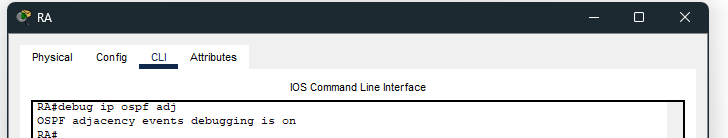 RA
Physical Config CLI Attributes
IOS Command Line Interface
RA#debug ip ospf adj
OSPF adjacency events debugging is on
RA#